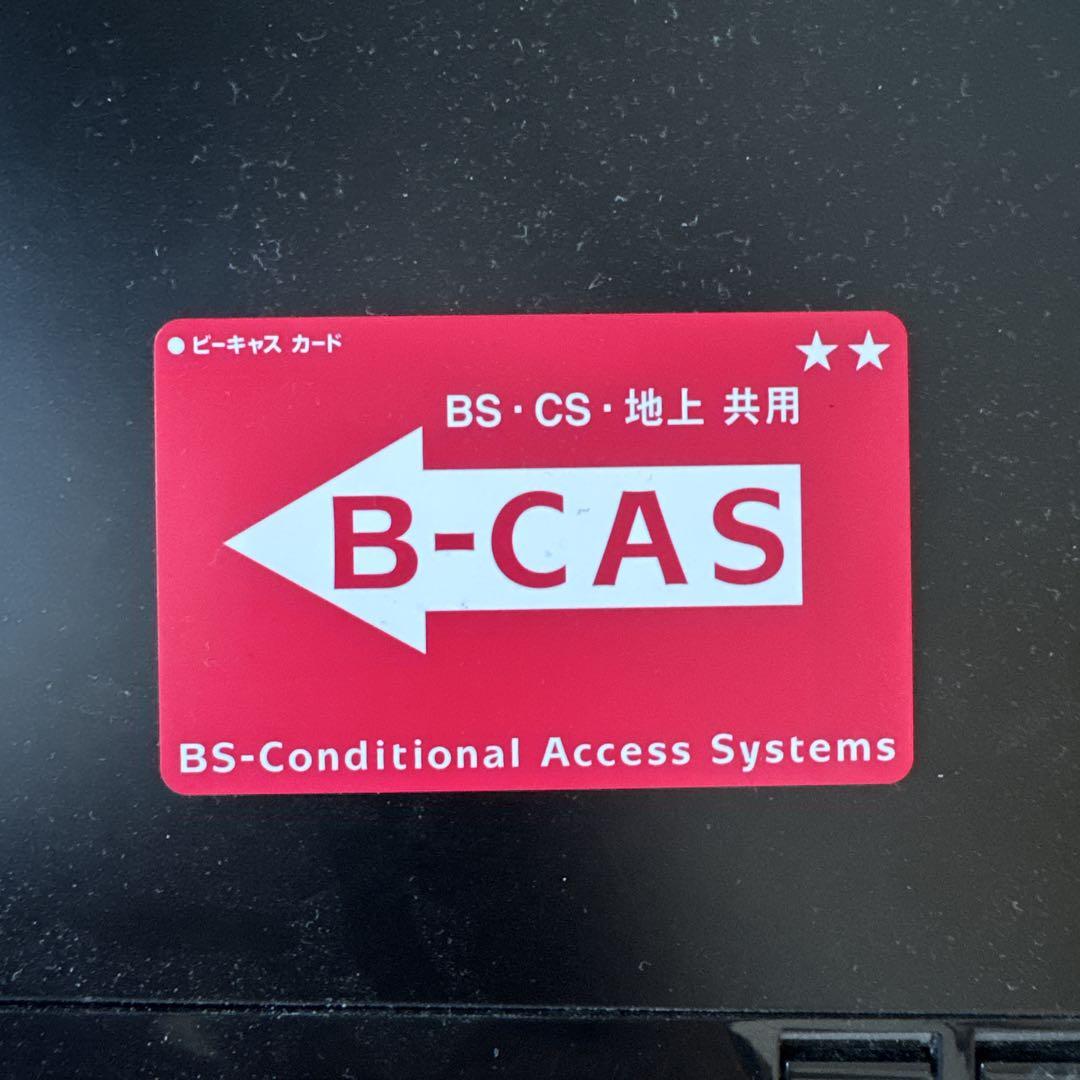 ●ビーキャス カード
★★
BS・CS・地上 共用
B-CAS
BS-Conditional Access Systems